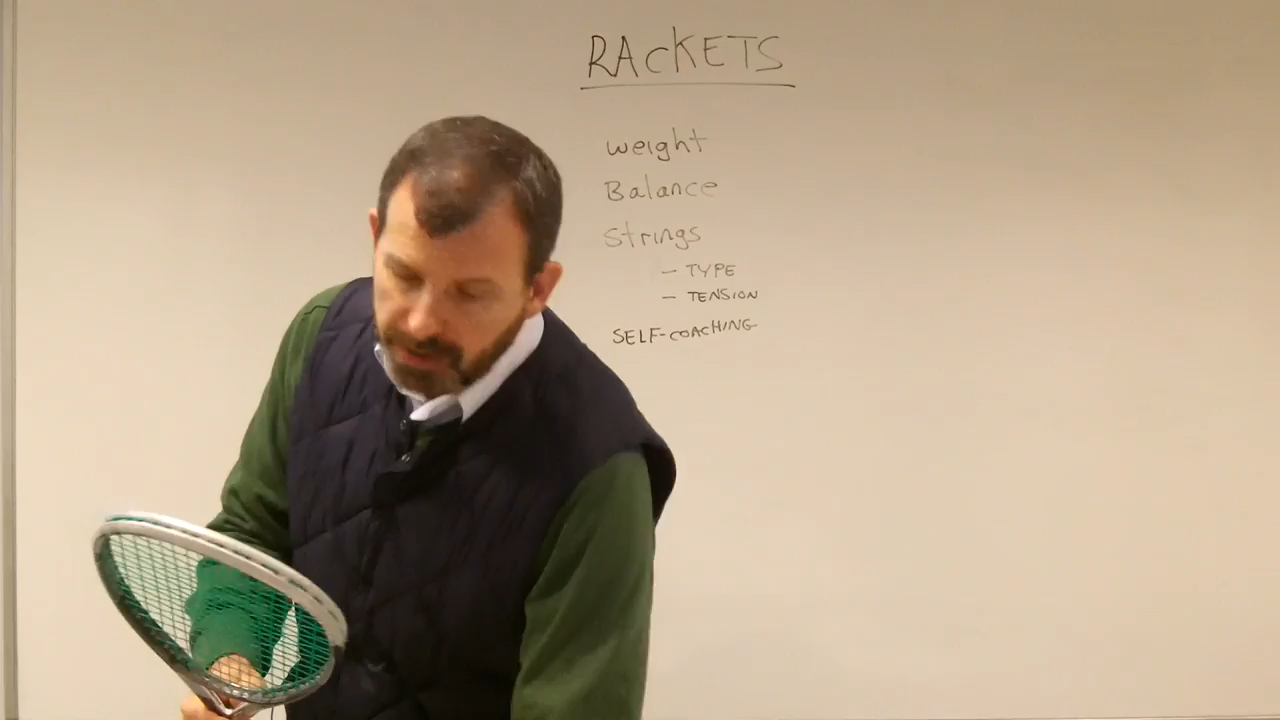 RACKETS
weight
Balance
Strings
- TYPE
- TENSION
SELF-COACHING